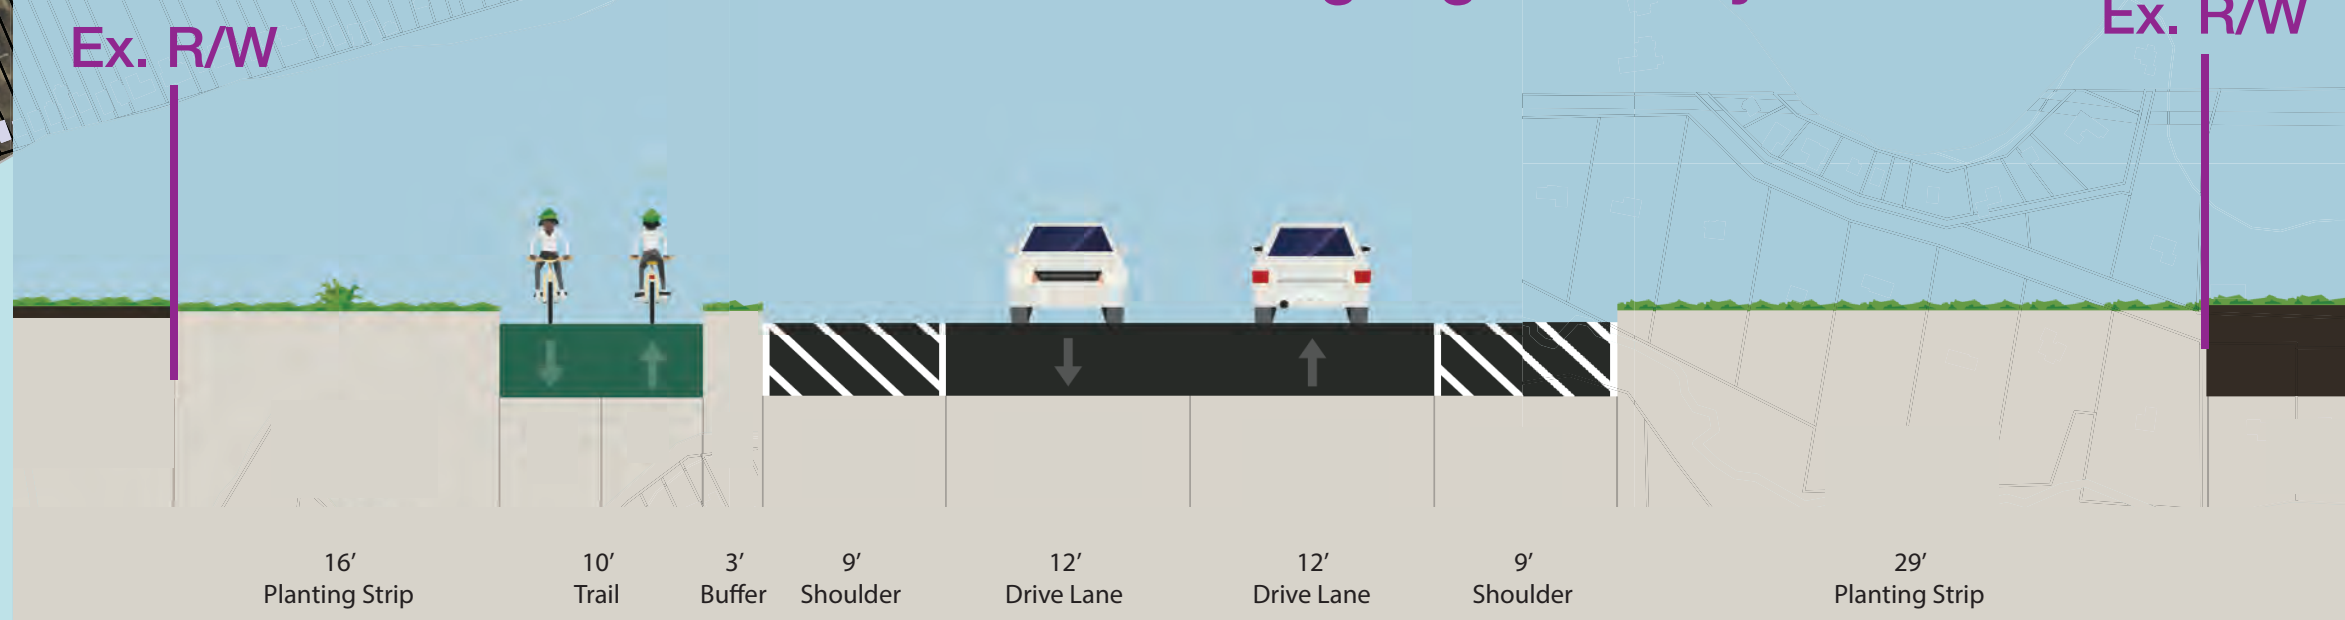 Ex. R/W
Ex. R/W
16’
Planting Strip
10’
Trail
3’
Buffer
9’
Shoulder
12’
Drive Lane
12’
Drive Lane
9’
Shoulder
29’
Planting Strip